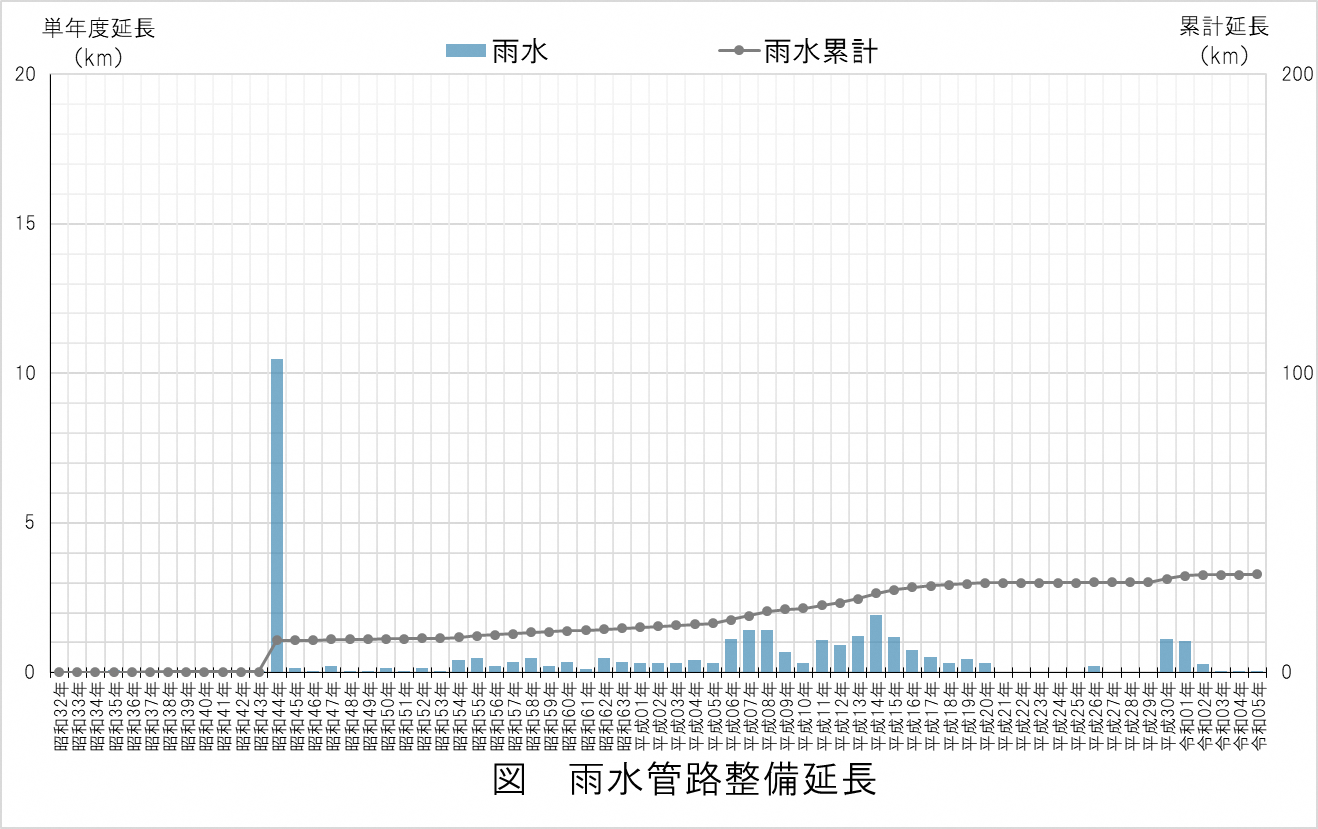 単年度延長
(km)
雨水
雨水累計
累計延長
(km)
20
15
10
5
0
200
100
0
昭和32年
昭和33年
昭和34年
昭和35年
昭和36年
昭和37年
昭和38年
昭和39年
昭和40年
昭和41年
昭和42年
昭和43年
昭和44年
昭和45年
昭和46年
昭和47年
昭和48年
昭和49年
昭和50年
昭和51年
昭和52年
昭和53年
昭和54年
昭和55年
昭和56年
昭和57年
昭和58年
昭和59年
昭和60年
昭和61年
昭和62年
昭和63年
平成01年
平成02年
平成03年
平成04年
平成05年
平成06年
平成07年
平成08年
平成09年
平成10年
平成11年
平成12年
平成13年
平成14年
平成15年
平成16年
平成17年
平成18年
平成19年
平成20年
平成21年
平成22年
平成23年
平成24年
平成25年
平成26年
平成27年
平成28年
平成29年
平成30年
令和01年
令和02年
令和03年
令和04年
令和05年
図 雨水管路整備延長